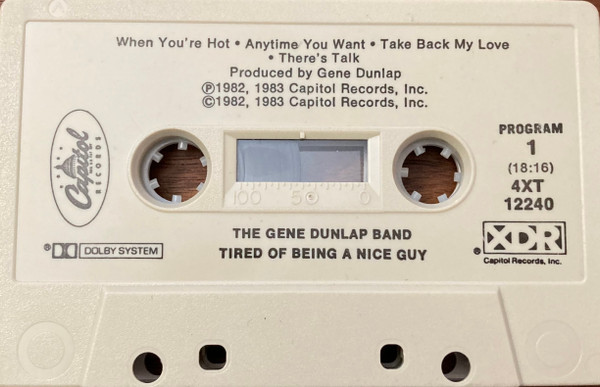 When You're Hot • Anytime You Want • Take Back My Love
• There's Talk
Produced by Gene Dunlap
℗1982, 1983 Capitol Records, Inc.
©1982, 1983 Capitol Records, Inc.
Capitol
RECORDS
PROGRAM
1
(18:16)
4XT
12240
100 50 0
THE GENE DUNLAP BAND
TIRED OF BEING A NICE GUY
® DOLBY SYSTEM
® XDR
Capitol Records, Inc.